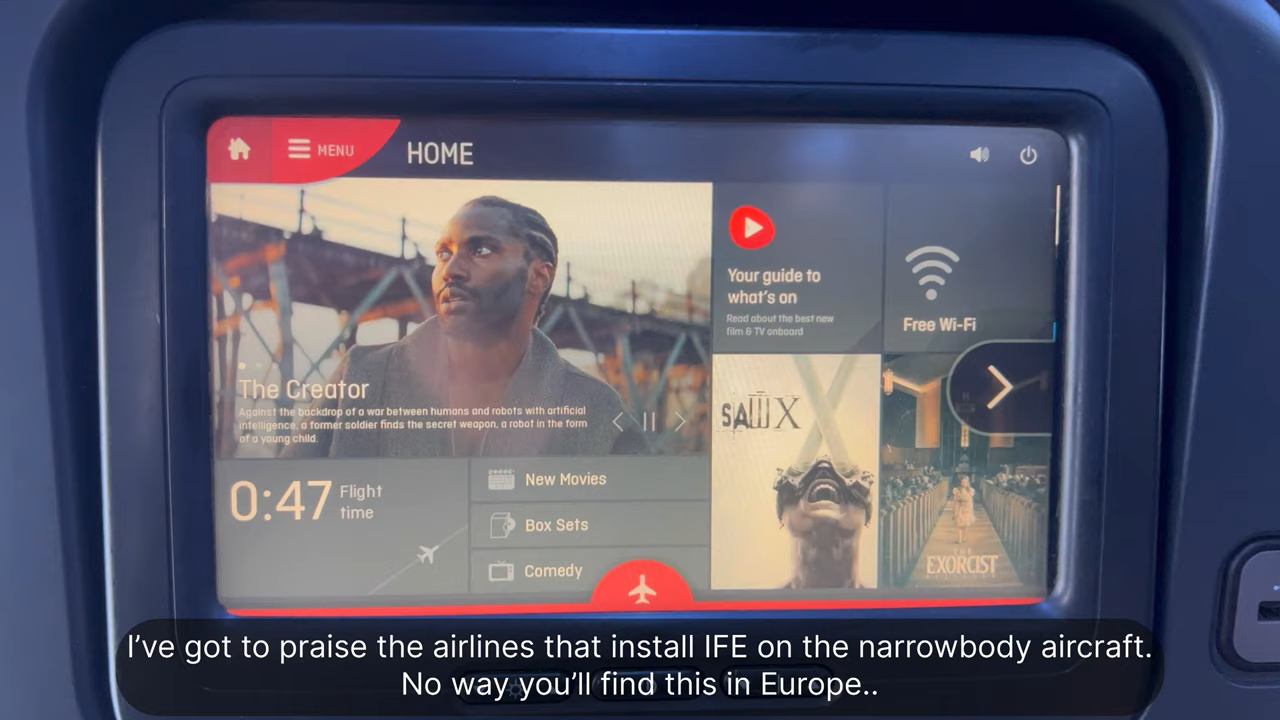 MENU
HOME
The Creator
Against the backdrop of a war between humans and robots with artificial
intelligence, a former soldier finds the secret weapon, a robot in the form
of a young child.
Your guide to
what's on
Read about the best new
film & TV onboard
Free Wi-Fi
0:47
Flight
time
New Movies
Box Sets
Comedy
SAW X
THE
EXORCIST
I've got to praise the airlines that install IFE on the narrowbody aircraft.
No way you'll find this in Europe..